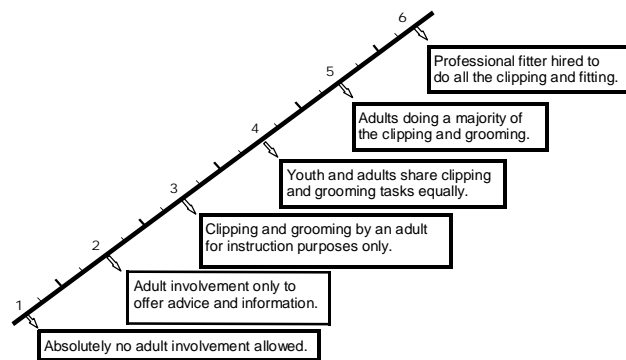 6
Professional fitter hired to
do all the clipping and fitting.
5
Adults doing a majority of
the clipping and grooming.
4
Youth and adults share clipping
and grooming tasks equally.
3
Clipping and grooming by an adult
for instruction purposes only.
2
Adult involvement only to
offer advice and information.
1
Absolutely no adult involvement allowed.